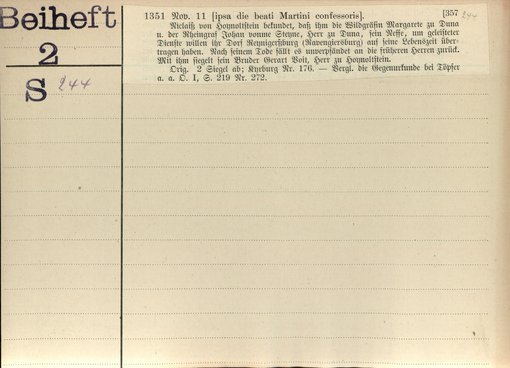 Beiheft
2
S 244
1351 Nov. 11 [ipsa die beati Martini confessoris]. [357 244
Niclaiß von Hoynolstein bekundet, daß ihm die Wildgräfin Margarete zu Duna
u. der Rheingraf Johan vonme Steyne, Herr zu Duna, sein Neffe, um geleisteter
Dienste willen ihr Dorf Reynigersburg (Ravengiersburg) auf seine Lebenszeit über-
tragen haben. Nach seinem Tode fällt es unverpfändet an die früheren Herren zurück.
Mit ihm siegelt sein Bruder Gerart Voit, Herr zu Hoynolstein.
Orig. 2 Siegel ab; Kyrburg Nr. 176. — Vergl. die Gegenurkunde bei Töpfer
a. a. O. I, S. 219 Nr. 272.